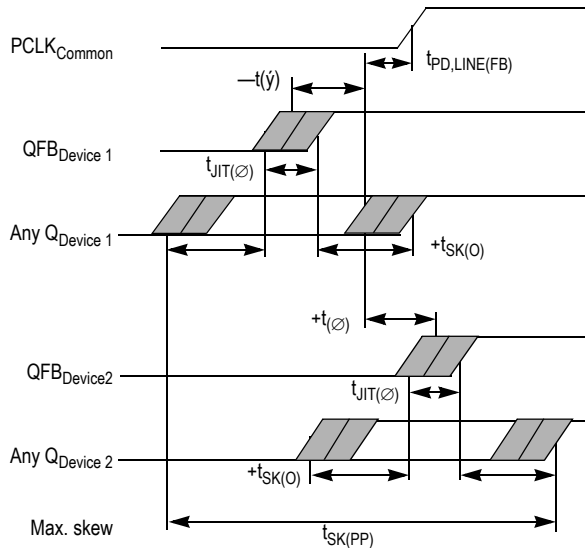 PCLKCommon
tPD,LINE(FB)
—t(ý)
QFBDevice 1
tJIT(∅)
Any QDevice 1
+tSK(O)
+t(∅)
QFBDevice2
tJIT(∅)
Any QDevice 2
+tSK(O)
Max. skew
tSK(PP)